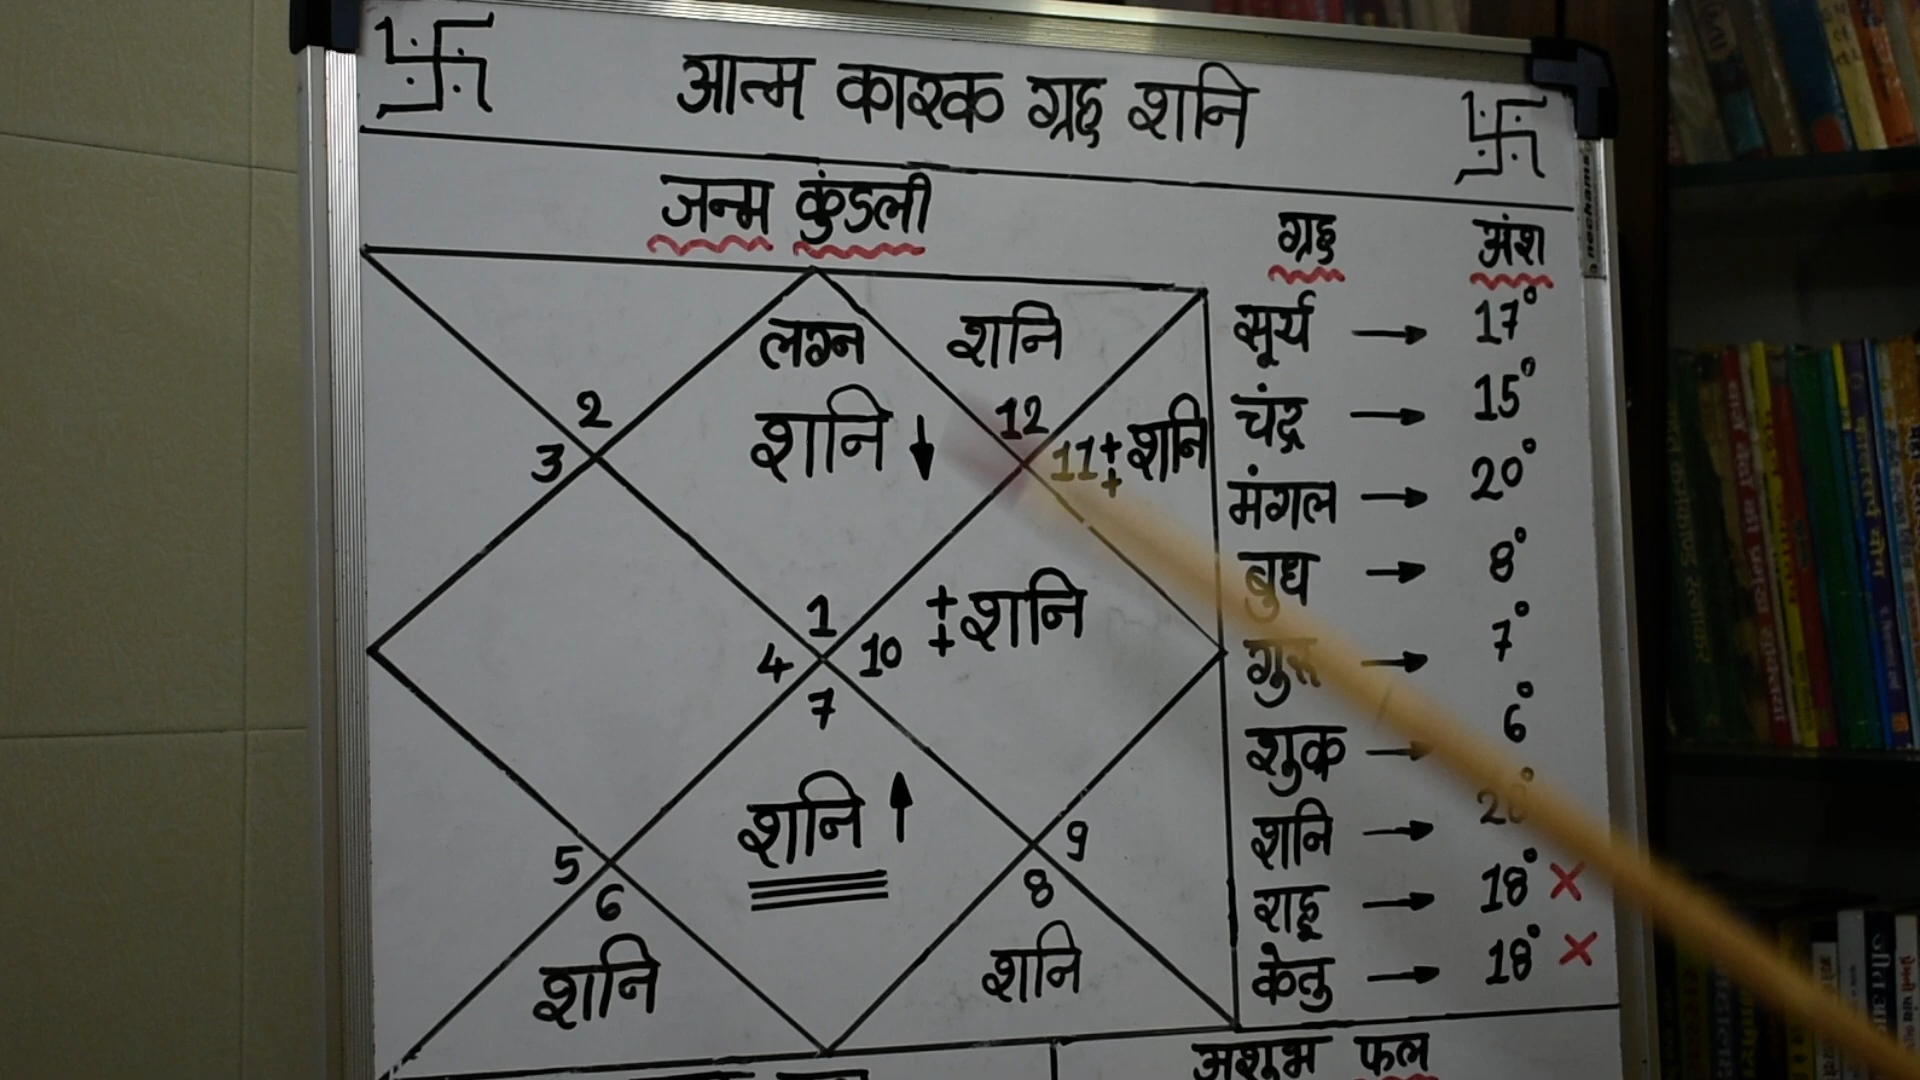 आत्म कारक ग्रह शनि
जन्म कुंडली
ग्रह अंश
लग्न
शनि ↓
शनि
12
11 ++ शनि
2
3
1
4
10
7
++ शनि
शनि ↑
5
6
शनि
9
8
शनि
सूर्य → 17°
चंद्र → 15°
मंगल → 20°
बुध → 8°
गुरू → 7°
शुक्र → 6°
शनि →
राहू → 18° ×
केतु → 18° ×
अशुभ फल